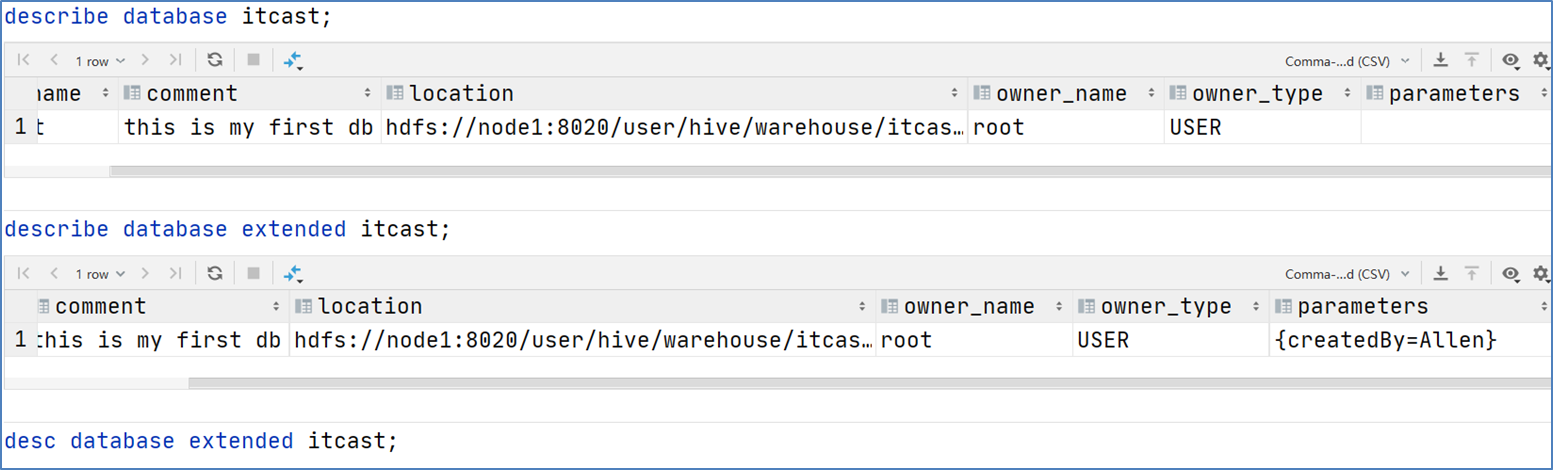 describe database itcast;
1 row Comma-...d (CSV)
name comment location owner_name owner_type parameters
1 t this is my first db hdfs://node1:8020/user/hive/warehouse/itcas… root USER
describe database extended itcast;
1 row Comma-...d (CSV)
comment location owner_name owner_type parameters
1 this is my first db hdfs://node1:8020/user/hive/warehouse/itcas… root USER {createdBy=Allen}
desc database extended itcast;